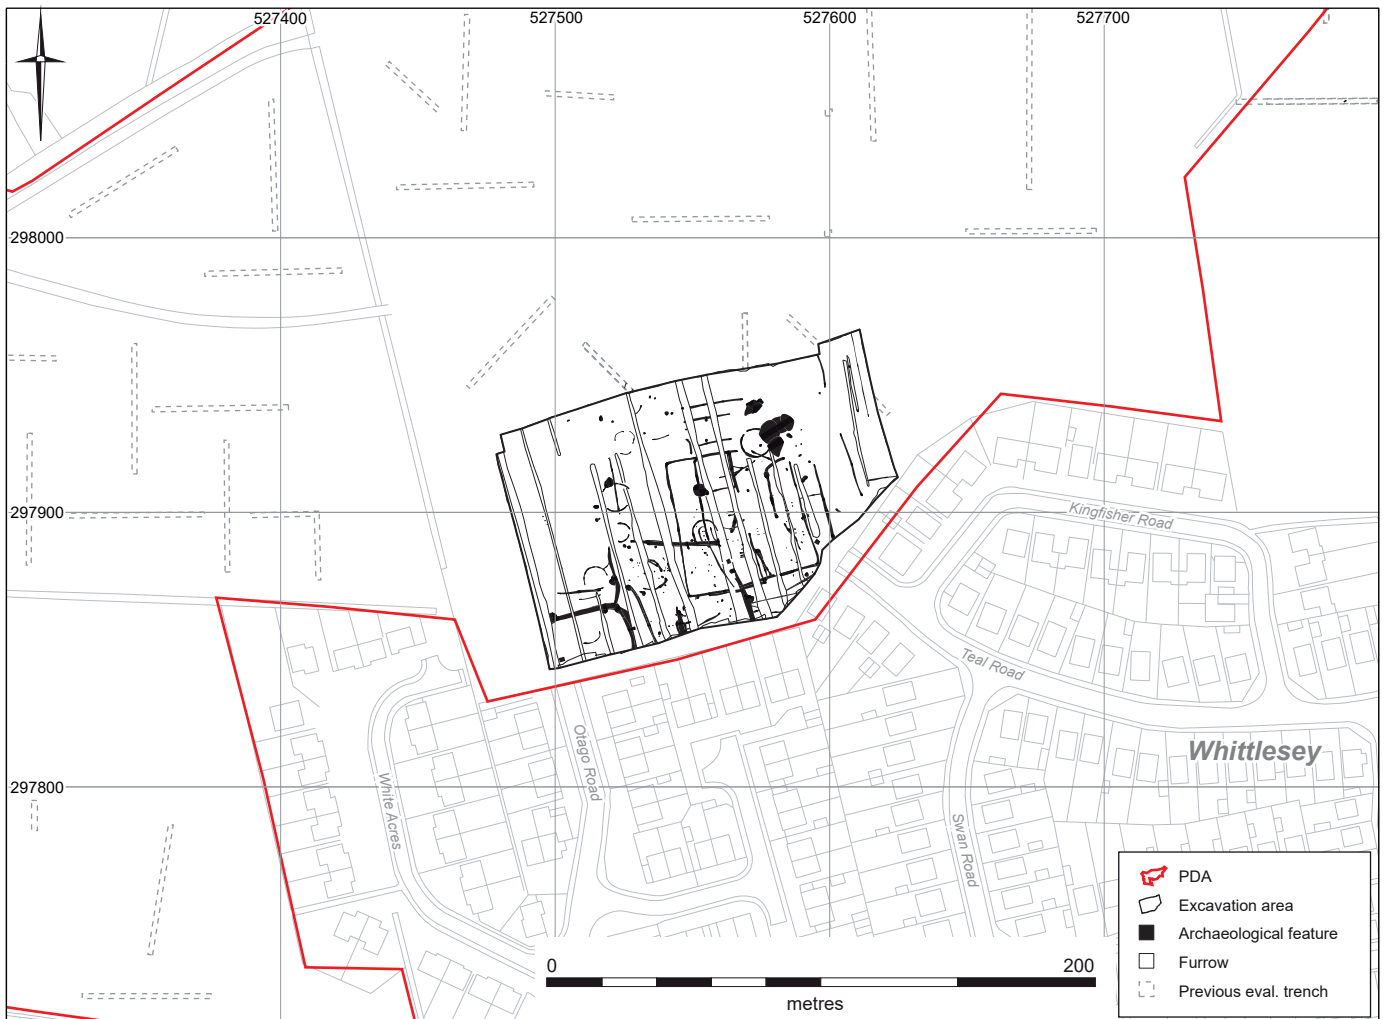 527400 527500 527600 527700
298000
297900
297800
Kingfisher Road
Teal Road
Whittlesey
Otago Road
White Acres
Swan Road
0 200
metres
PDA
Excavation area
Archaeological feature
Furrow
Previous eval. trench